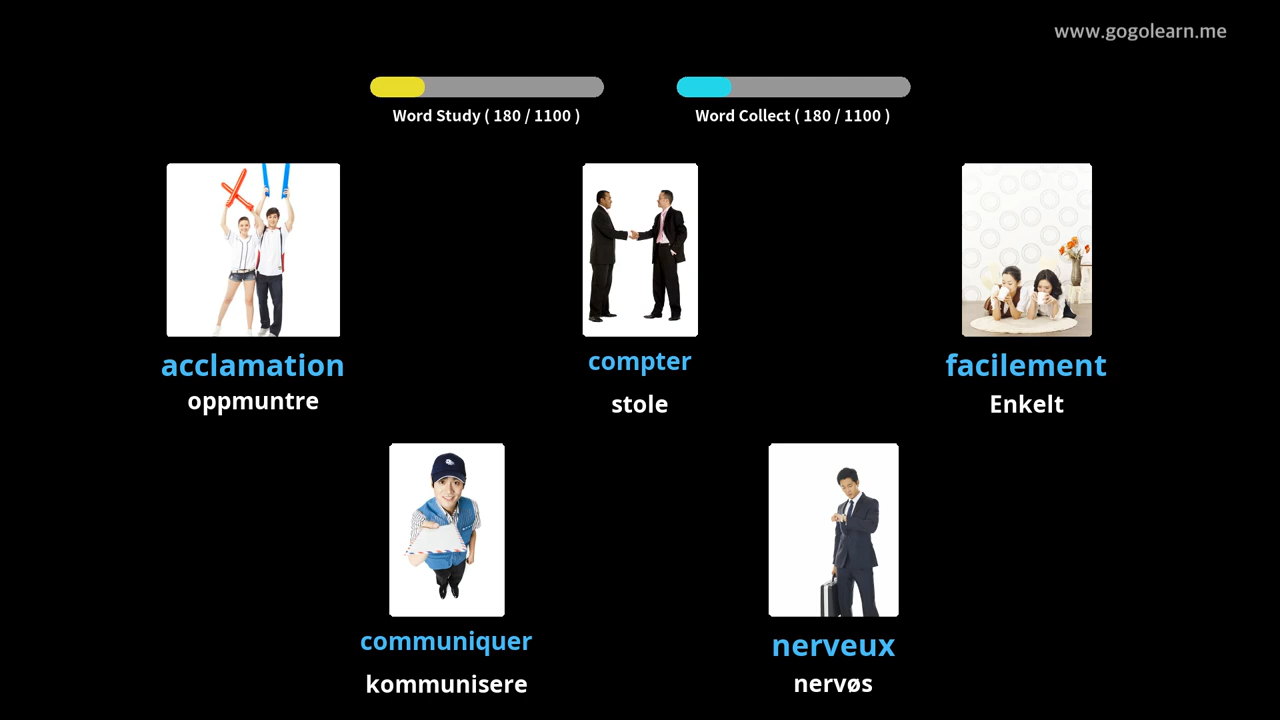 www.gogolearn.me
Word Study ( 180 / 1100 )
Word Collect ( 180 / 1100 )
acclamation
oppmuntre
compter
stole
facilement
Enkelt
communiquer
kommunisere
nerveux
nervøs